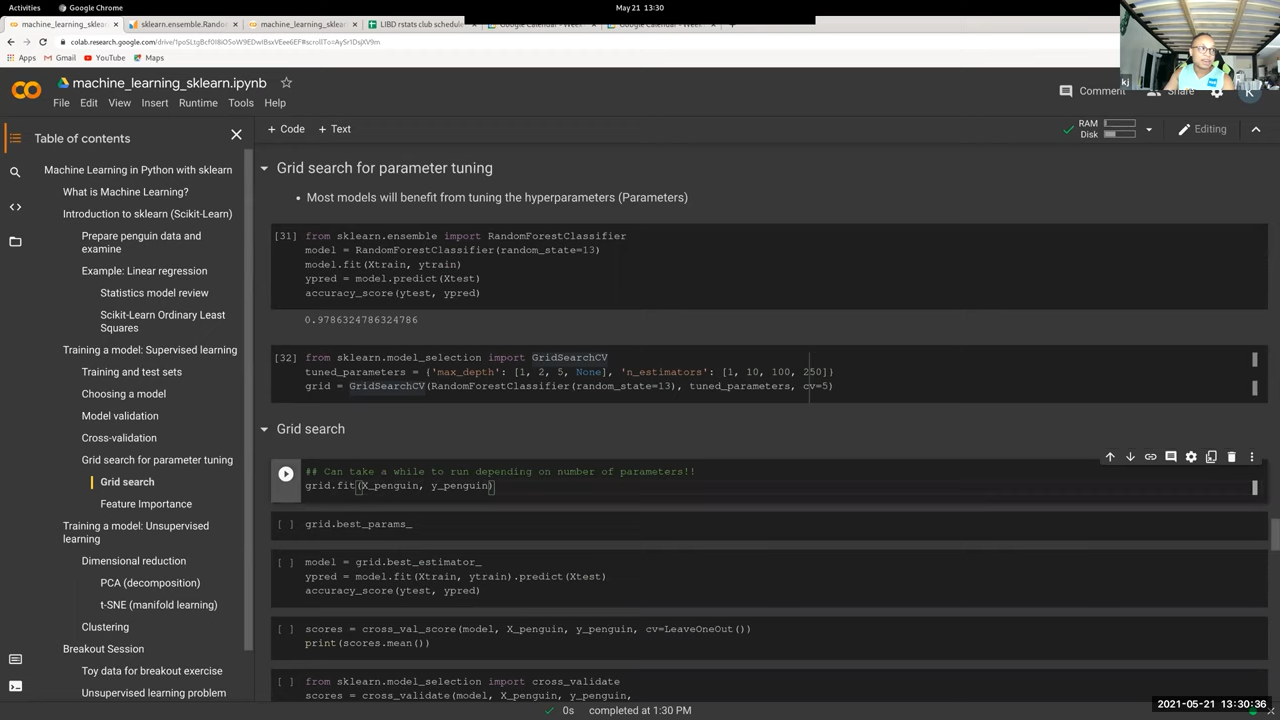 Activities
Google Chrome
May 21 13:30
machine_learning_sklearn
sklearn.ensemble.Rando
machine_learning_sklearn
LIBD rstats club schedule
Google Calendar - Week
Google Calendar - Week
Apps
Gmail
YouTube
Maps
kj
machine_learning_sklearn.ipynb
Comment
Share
K
File Edit View Insert Runtime Tools Help
Table of contents
+ Code + Text
RAM
Disk
Editing
Machine Learning in Python with sklearn
What is Machine Learning?
Introduction to sklearn (Scikit-Learn)
Prepare penguin data and
examine
Example: Linear regression
Statistics model review
Scikit-Learn Ordinary Least
Squares
Training a model: Supervised learning
Training and test sets
Choosing a model
Model validation
Cross-validation
Grid search for parameter tuning
Grid search
Feature Importance
Training a model: Unsupervised
learning
Dimensional reduction
PCA (decomposition)
t-SNE (manifold learning)
Clustering
Breakout Session
Toy data for breakout exercise
Unsupervised learning problem
Grid search for parameter tuning
• Most models will benefit from tuning the hyperparameters (Parameters)
[31] from sklearn.ensemble import RandomForestClassifier
model = RandomForestClassifier(random_state=13)
model.fit(Xtrain, ytrain)
ypred = model.predict(Xtest)
accuracy_score(ytest, ypred)
0.9786324786324786
[32] from sklearn.model_selection import GridSearchCV
tuned_parameters = {'max_depth': [1, 2, 5, None], 'n_estimators': [1, 10, 100, 250]}
grid = GridSearchCV(RandomForestClassifier(random_state=13), tuned_parameters, cv=5)
Grid search
## Can take a while to run depending on number of parameters!!
grid.fit(X_penguin, y_penguin)
[ ] grid.best_params_
[ ] model = grid.best_estimator_
ypred = model.fit(Xtrain, ytrain).predict(Xtest)
accuracy_score(ytest, ypred)
[ ] scores = cross_val_score(model, X_penguin, y_penguin, cv=LeaveOneOut())
print(scores.mean())
[ ] from sklearn.model_selection import cross_validate
scores = cross_validate(model, X_penguin, y_penguin,
0s completed at 1:30 PM
2021-05-21 13:30:36